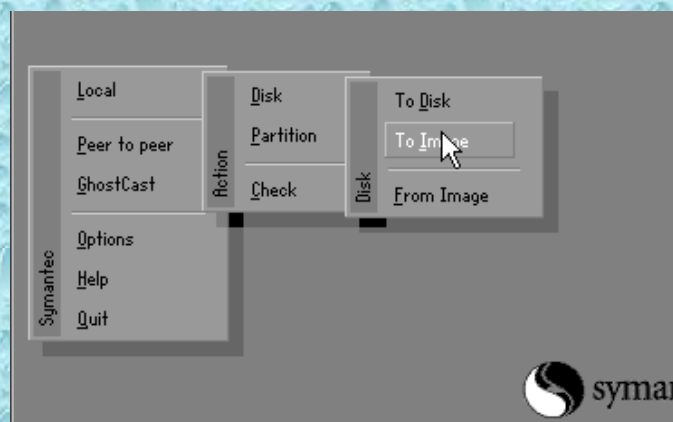 Local
Peer to peer
GhostCast
Options
Help
Quit
Symantec
Disk
Partition
Check
Action
To Disk
To Image
From Image
Disk
syman